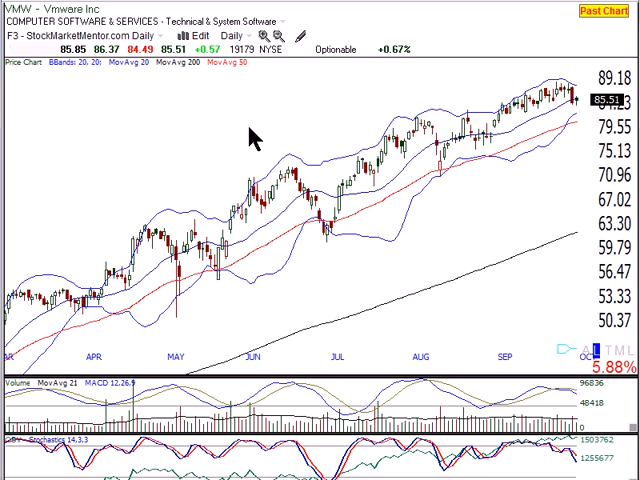 VMW - Vmware Inc
Past Chart
COMPUTER SOFTWARE & SERVICES - Technical & System Software
F3 - StockMarketMentor.com Daily Edit Daily
85.85 86.37 84.49 85.51 +0.57 19179 NYSE Optionable +0.67%
Price Chart BBands: 20, 20; MovAvg 20 MovAvg 200 MovAvg 50
89.18
85.51
79.55
75.13
70.96
67.02
63.30
59.79
56.47
53.33
50.37
APR MAY JUN JUL AUG SEP
A L T M L
5.88%
Volume MovAvg 21 MACD 12,26,9
96836
48418
0
Stochastics 14,3,3
1503762
1255677